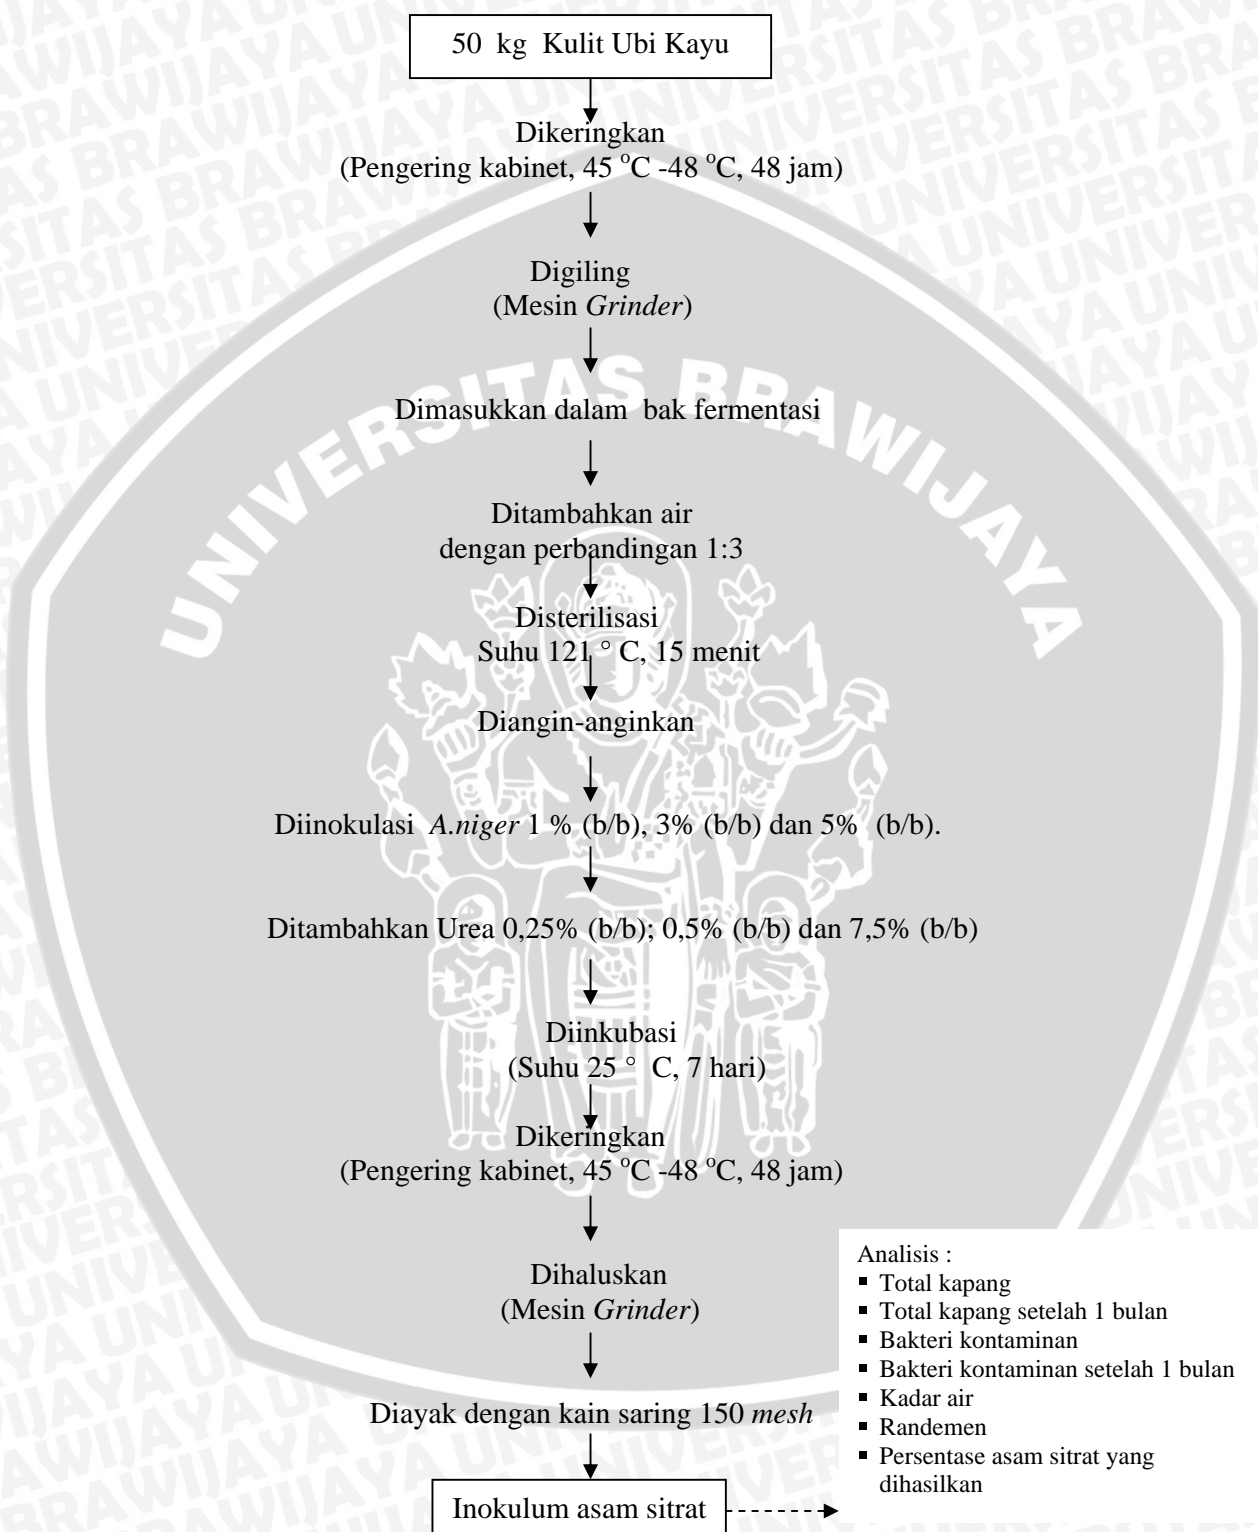 50 kg Kulit Ubi Kayu
Dikeringkan
(Pengering kabinet, 45 °C -48 °C, 48 jam)
Digiling
(Mesin Grinder)
Dimasukkan dalam bak fermentasi
Ditambahkan air
dengan perbandingan 1:3
Disterilisasi
Suhu 121 ° C, 15 menit
Diangin-anginkan
Diinokulasi A.niger 1 % (b/b), 3% (b/b) dan 5% (b/b).
Ditambahkan Urea 0,25% (b/b); 0,5% (b/b) dan 7,5% (b/b)
Diinkubasi
(Suhu 25 ° C, 7 hari)
Dikeringkan
(Pengering kabinet, 45 °C -48 °C, 48 jam)
Dihaluskan
(Mesin Grinder)
Diayak dengan kain saring 150 mesh
Inokulum asam sitrat
Analisis :
▪ Total kapang
▪ Total kapang setelah 1 bulan
▪ Bakteri kontaminan
▪ Bakteri kontaminan setelah 1 bulan
▪ Kadar air
▪ Randemen
▪ Persentase asam sitrat yang
dihasilkan
UNIVERSITAS BRAWIJAYA